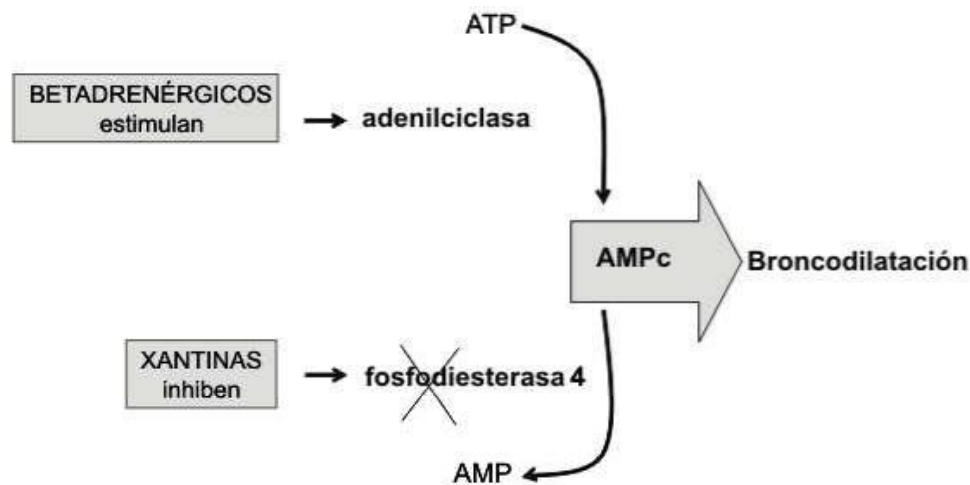 ATP
BETADRENÉRGICOS
estimulan
adenilciclasa
AMPc
Broncodilatación
XANTINAS
inhiben
fosfodiesterasa 4
AMP